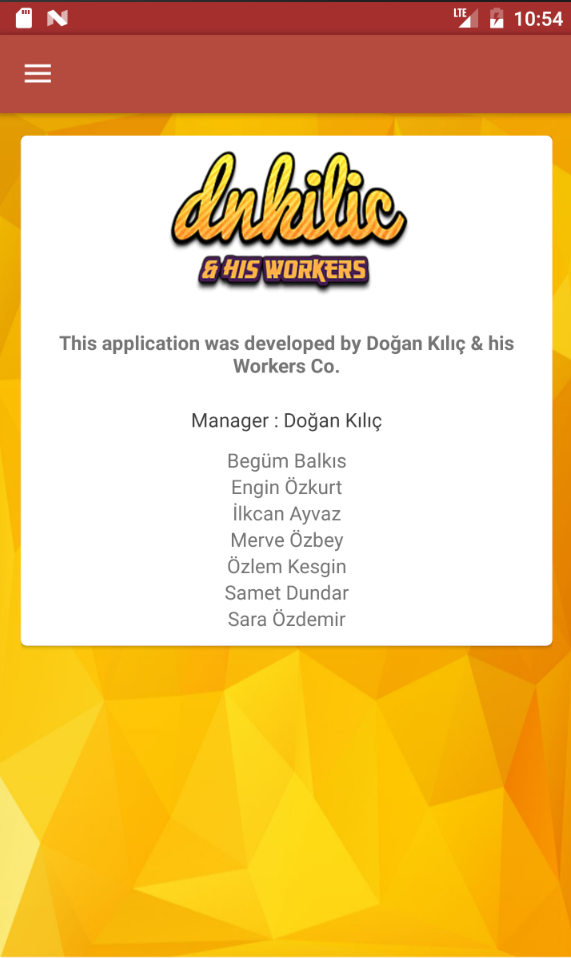 LTE 10:54
dnkilic
& HIS WORKERS
This application was developed by Doğan Kılıç & his
Workers Co.
Manager : Doğan Kılıç
Begüm Balkıs
Engin Özkurt
İlkcan Ayvaz
Merve Özbey
Özlem Kesgin
Samet Dundar
Sara Özdemir